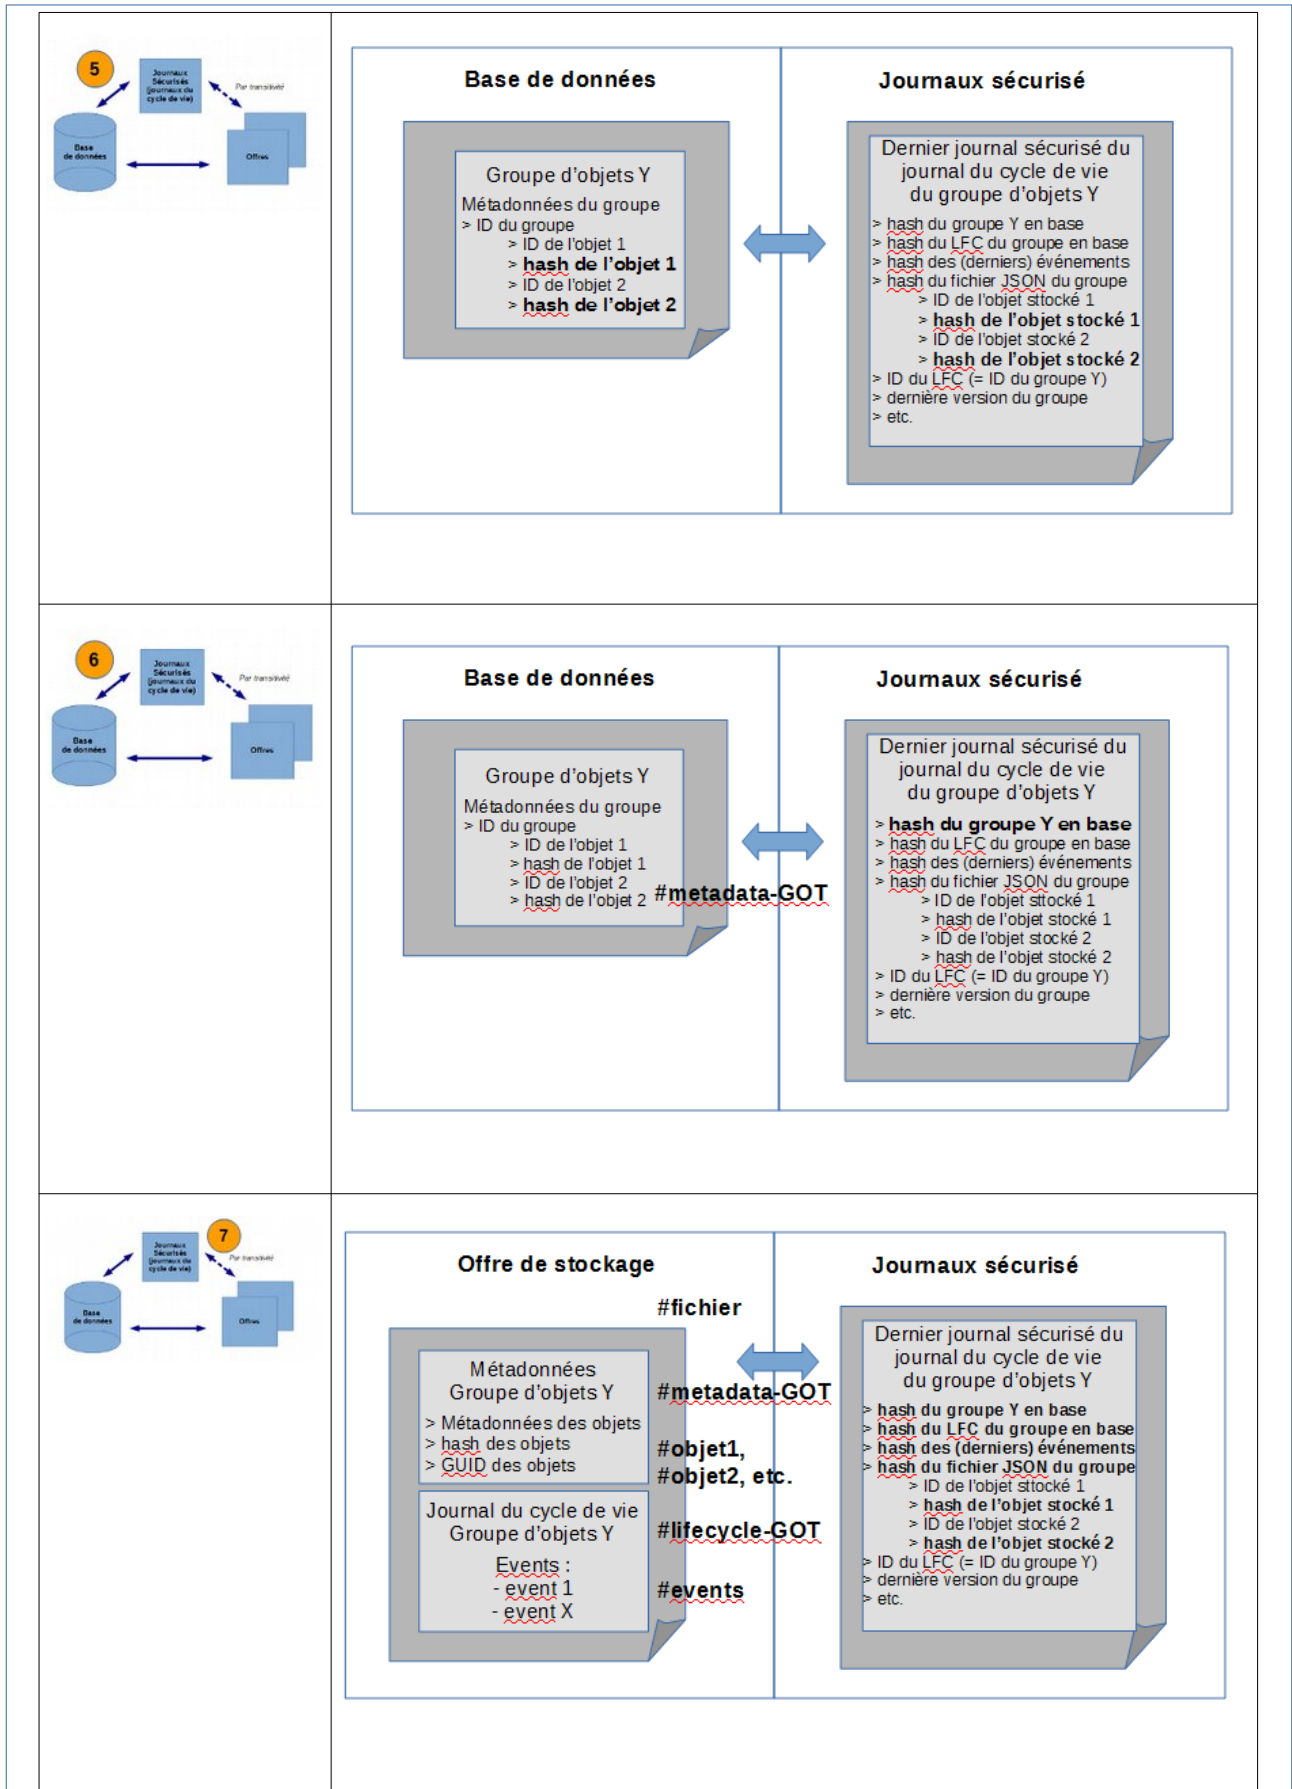 5
Journaux
Sécurisés
(journaux du
cycle de vie)
Par transitivité
Base
de données
Offres
Base de données
Journaux sécurisé
Groupe d'objets Y
Métadonnées du groupe
> ID du groupe
> ID de l'objet 1
> hash de l'objet 1
> ID de l'objet 2
> hash de l'objet 2
Dernier journal sécurisé du
journal du cycle de vie
du groupe d'objets Y
> hash du groupe Y en base
> hash du LFC du groupe en base
> hash des (derniers) événements
> hash du fichier JSON du groupe
> ID de l'objet sttocké 1
> hash de l'objet stocké 1
> ID de l'objet stocké 2
> hash de l'objet stocké 2
> ID du LFC (= ID du groupe Y)
> dernière version du groupe
> etc.
6
Journaux
Sécurisés
(journaux du
cycle de vie)
Par transitivité
Base
de données
Offres
Base de données
Journaux sécurisé
Groupe d'objets Y
Métadonnées du groupe
> ID du groupe
> ID de l'objet 1
> hash de l'objet 1
> ID de l'objet 2
> hash de l'objet 2
#metadata-GOT
Dernier journal sécurisé du
journal du cycle de vie
du groupe d'objets Y
> hash du groupe Y en base
> hash du LFC du groupe en base
> hash des (derniers) événements
> hash du fichier JSON du groupe
> ID de l'objet sttocké 1
> hash de l'objet stocké 1
> ID de l'objet stocké 2
> hash de l'objet stocké 2
> ID du LFC (= ID du groupe Y)
> dernière version du groupe
> etc.
7
Journaux
Sécurisés
(journaux du
cycle de vie)
Par transitivité
Base
de données
Offres
Offre de stockage
Journaux sécurisé
#fichier
Métadonnées
Groupe d'objets Y
> Métadonnées des objets
> hash des objets
> GUID des objets
#metadata-GOT
#objet1,
#objet2, etc.
Journal du cycle de vie
Groupe d'objets Y
Events :
- event 1
- event X
#lifecycle-GOT
#events
Dernier journal sécurisé du
journal du cycle de vie
du groupe d'objets Y
> hash du groupe Y en base
> hash du LFC du groupe en base
> hash des (derniers) événements
> hash du fichier JSON du groupe
> ID de l'objet sttocké 1
> hash de l'objet stocké 1
> ID de l'objet stocké 2
> hash de l'objet stocké 2
> ID du LFC (= ID du groupe Y)
> dernière version du groupe
> etc.